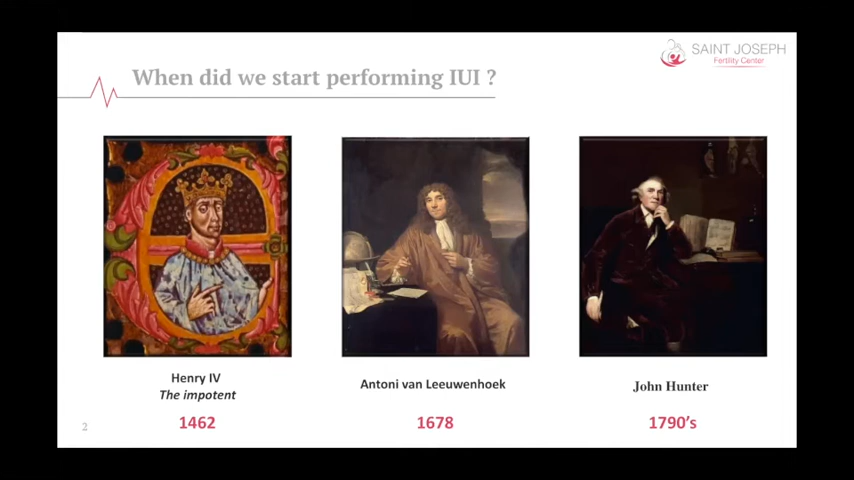 SAINT JOSEPH
Fertility Center
When did we start performing IUI ?
Henry IV
The impotent
1462
Antoni van Leeuwenhoek
1678
John Hunter
1790's
2